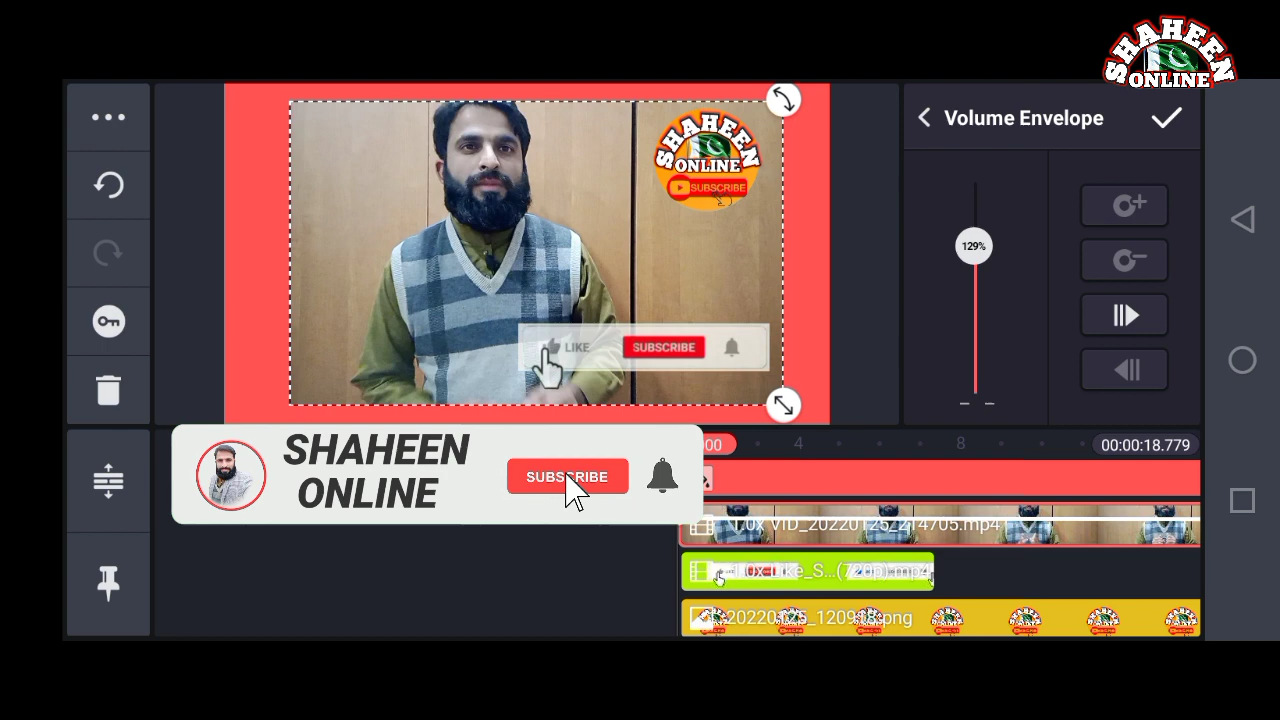 SHAHEEN
ONLINE
Volume Envelope
SHAHEEN
ONLINE
SUBSCRIBE
129%
LIKE
SUBSCRIBE
SHAHEEN
ONLINE
SUBSCRIBE
4
8
00:00:18.779
1.0x VID_20220125_214705.mp4
1.0x Like_S...(720p).mp4
20220125_120918.png